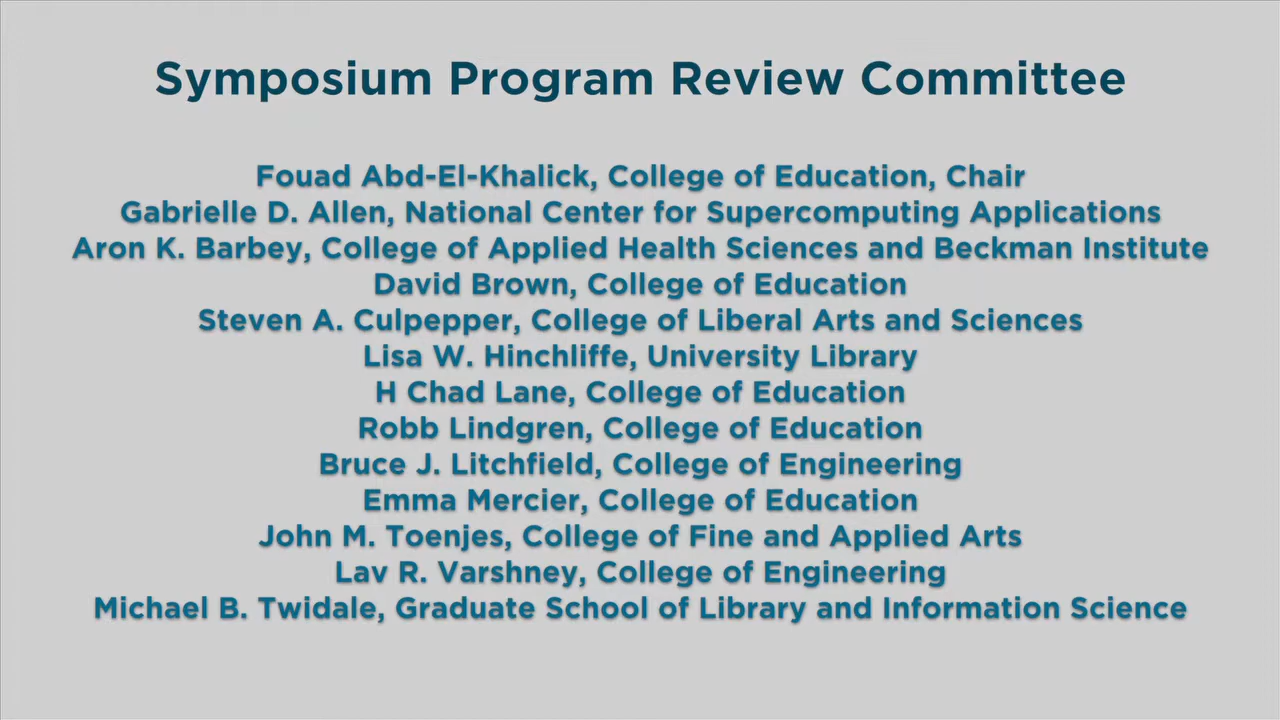 Symposium Program Review Committee
Fouad Abd-El-Khalick, College of Education, Chair
Gabrielle D. Allen, National Center for Supercomputing Applications
Aron K. Barbey, College of Applied Health Sciences and Beckman Institute
David Brown, College of Education
Steven A. Culpepper, College of Liberal Arts and Sciences
Lisa W. Hinchliffe, University Library
H Chad Lane, College of Education
Robb Lindgren, College of Education
Bruce J. Litchfield, College of Engineering
Emma Mercier, College of Education
John M. Toenjes, College of Fine and Applied Arts
Lav R. Varshney, College of Engineering
Michael B. Twidale, Graduate School of Library and Information Science